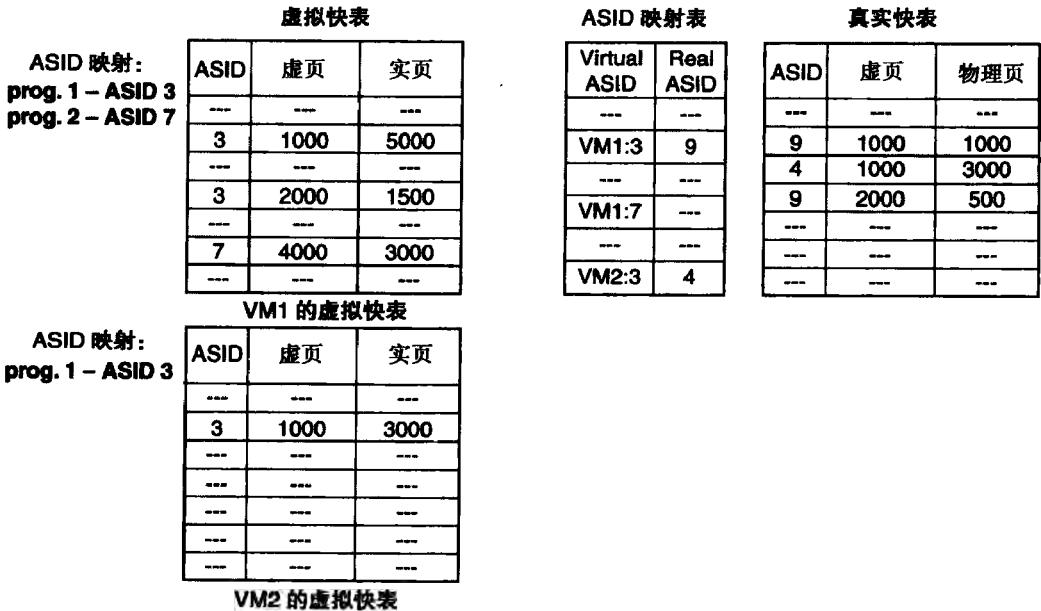 虚拟快表
ASID 映射:
prog. 1 – ASID 3
prog. 2 – ASID 7
ASID 虚页 实页
--- --- ---
3 1000 5000
--- --- ---
3 2000 1500
--- --- ---
7 4000 3000
--- --- ---
VM1 的虚拟快表
ASID 映射:
prog. 1 – ASID 3
ASID 虚页 实页
--- --- ---
3 1000 3000
--- --- ---
--- --- ---
--- --- ---
--- --- ---
--- --- ---
VM2 的虚拟快表
ASID 映射表
Virtual ASID Real ASID
--- ---
VM1:3 9
--- ---
VM1:7 ---
--- ---
VM2:3 4
真实快表
ASID 虚页 物理页
--- --- ---
9 1000 1000
4 1000 3000
9 2000 500
--- --- ---
--- --- ---
--- --- ---